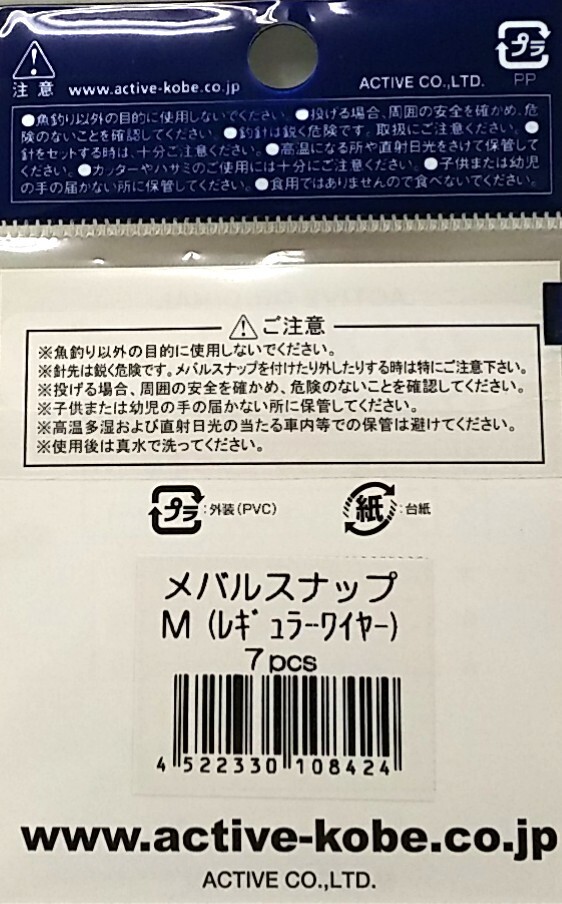 プラ
PP
注意 www.active-kobe.co.jp ACTIVE CO.,LTD.
●魚釣り以外の目的に使用しないでください。●投げる場合、周囲の安全を確かめ、危
険のないことを確認してください。●釣針は鋭く危険です。取扱にご注意ください。●
針をセットする時は、十分ご注意ください。●高温になる所や直射日光をさけて保管して
ください。●カッターやハサミのご使用には十分にご注意ください。●子供または幼児
の手の届かない所に保管してください。●食用ではありませんので食べないでください。
ご注意
※魚釣り以外の目的に使用しないでください。
※針先は鋭く危険です。メバルスナップを付けたり外したりする時は特にご注意下さい。
※投げる場合、周囲の安全を確かめ、危険のないことを確認してください。
※子供または幼児の手の届かない所に保管してください。
※高温多湿および直射日光の当たる車内等での保管は避けてください。
※使用後は真水で洗ってください。
プラ:外装(PVC) 紙:台紙
メバルスナップ
M (ﾚｷﾞｭﾗｰﾜｲﾔｰ)
7pcs
4 522330 108424
www.active-kobe.co.jp
ACTIVE CO.,LTD.